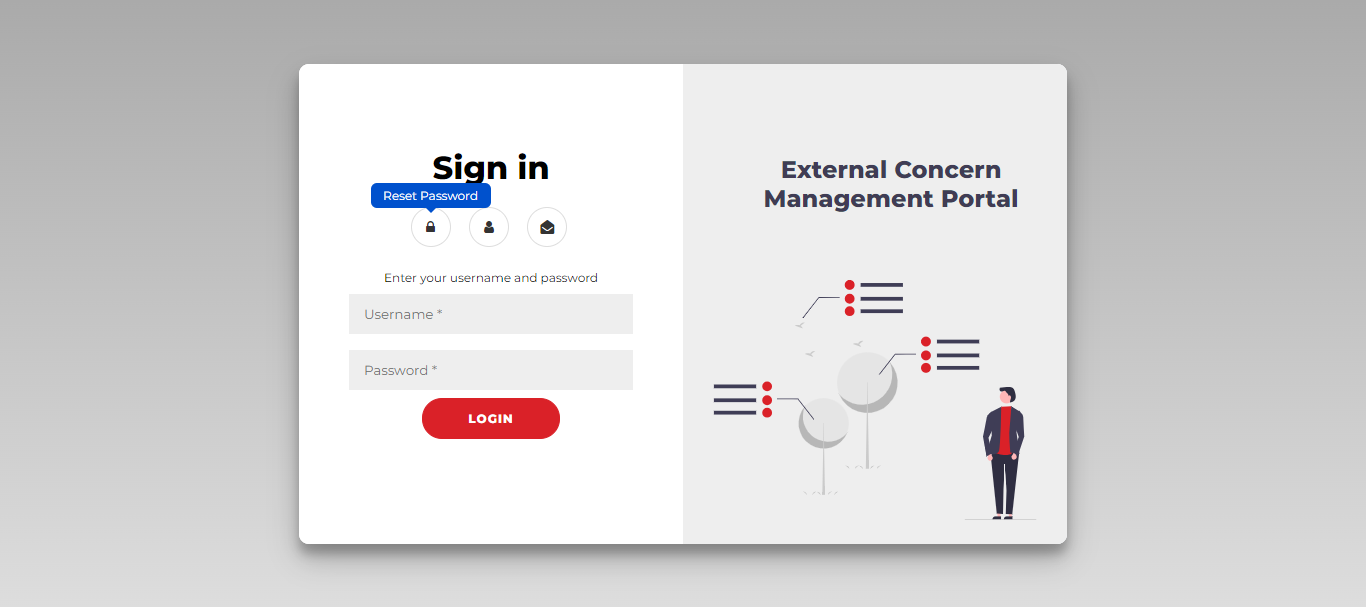 Sign in
Reset Password
Enter your username and password
Username *
Password *
LOGIN
External Concern
Management Portal